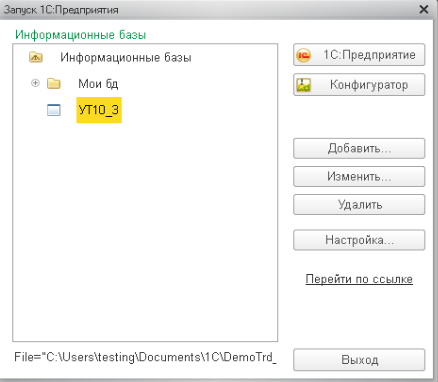 Запуск 1С:Предприятия
Информационные базы
Информационные базы
Мои бд
УТ10_3
1С:Предприятие
Конфигуратор
Добавить...
Изменить...
Удалить
Настройка...
Перейти по ссылке
File="C:\Users\testing\Documents\1C\DemoTrd_
Выход